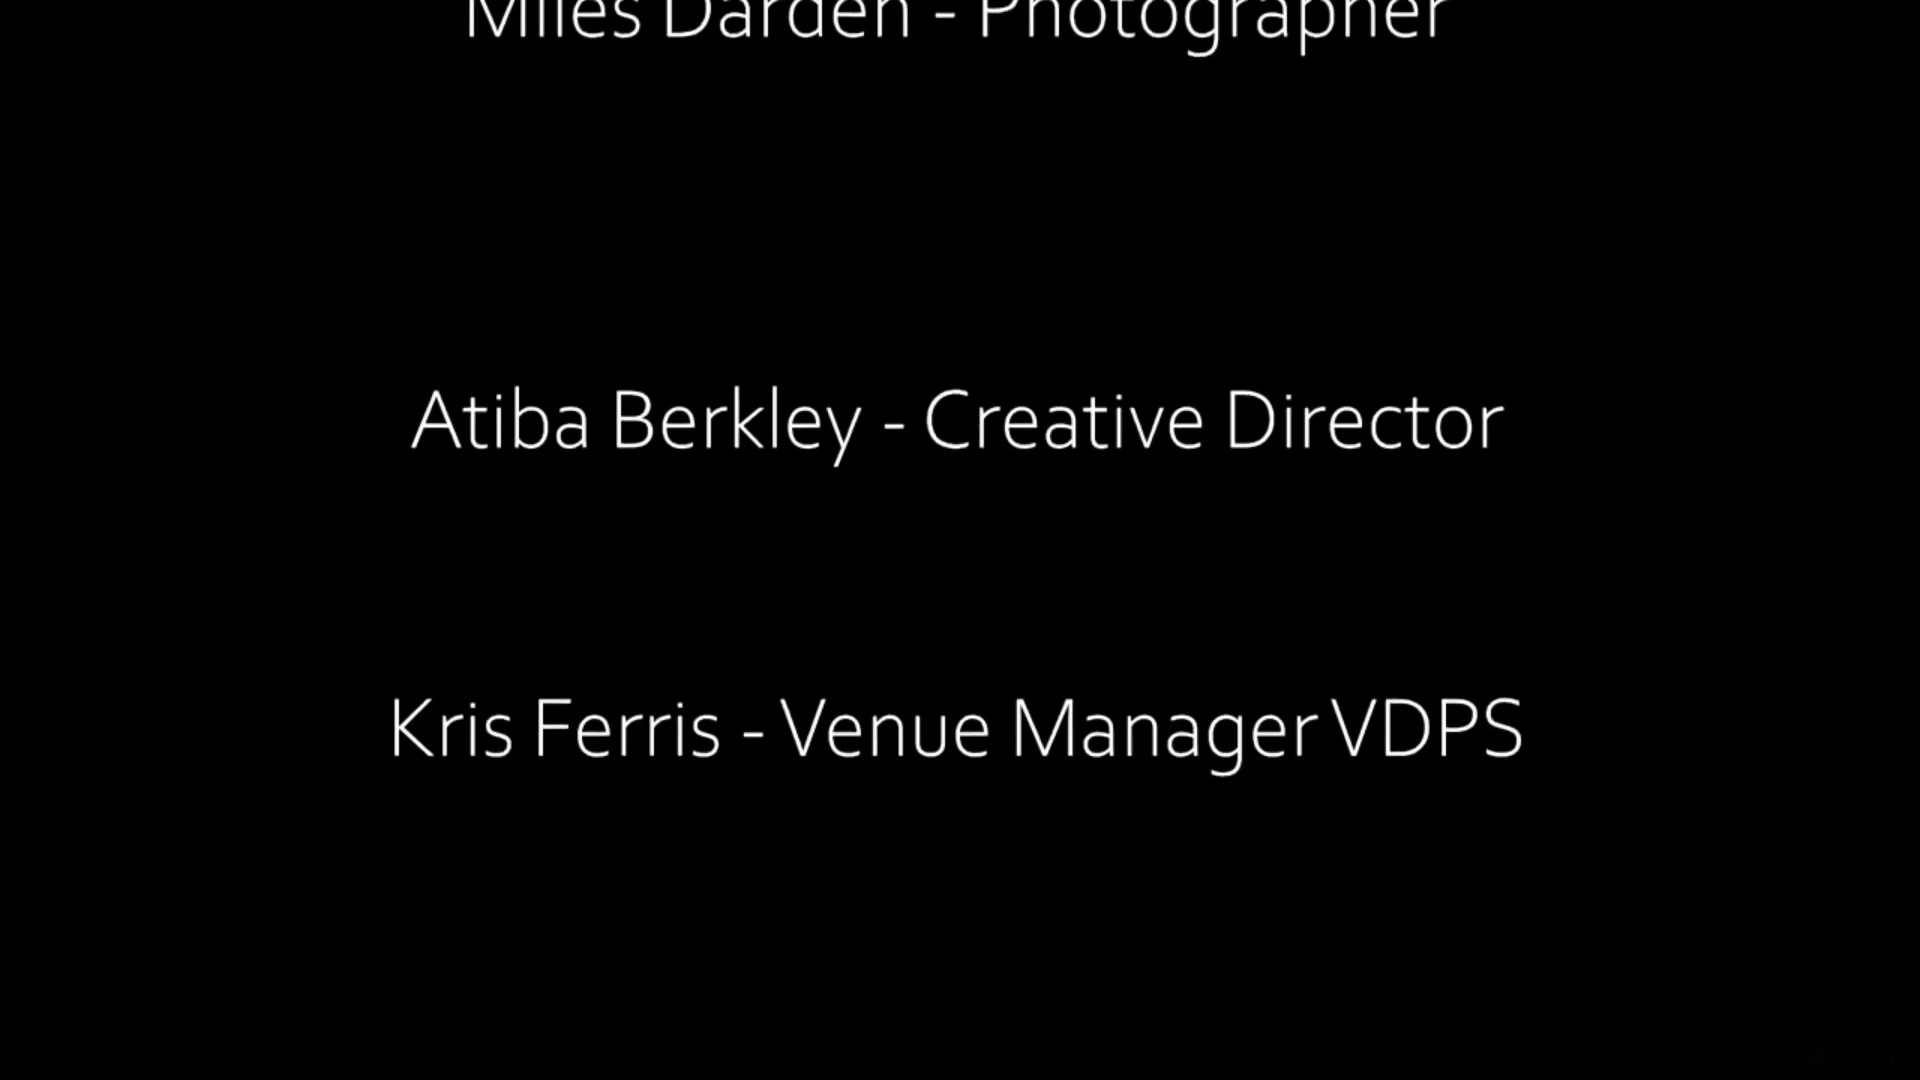 Miles Darden - Photographer
Atiba Berkley - Creative Director
Kris Ferris - Venue Manager VDPS